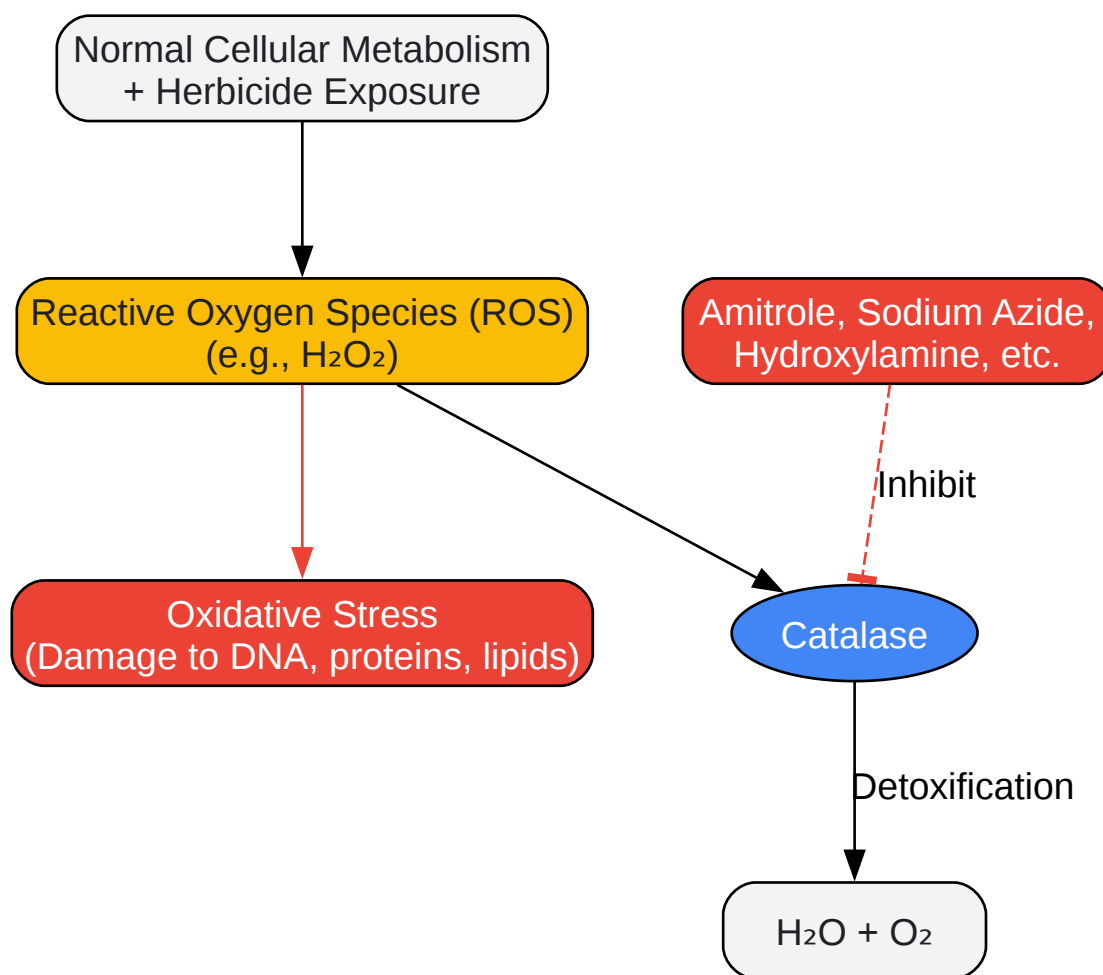 Normal Cellular Metabolism
+ Herbicide Exposure
Reactive Oxygen Species (ROS)
(e.g., H₂O₂)
Amitrole, Sodium Azide,
Hydroxylamine, etc.
Inhibit
Oxidative Stress
(Damage to DNA, proteins, lipids)
Catalase
Detoxification
H₂O + O₂